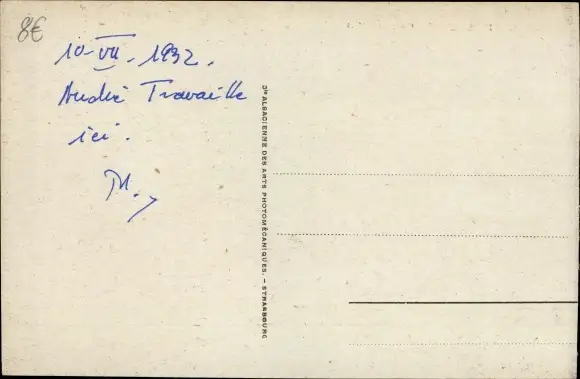 8€
10-VII-1932.
André Travaille
ici.
M.
Cie ALSACIENNE DES ARTS PHOTOMÉCANIQUES. - STRASBOURG